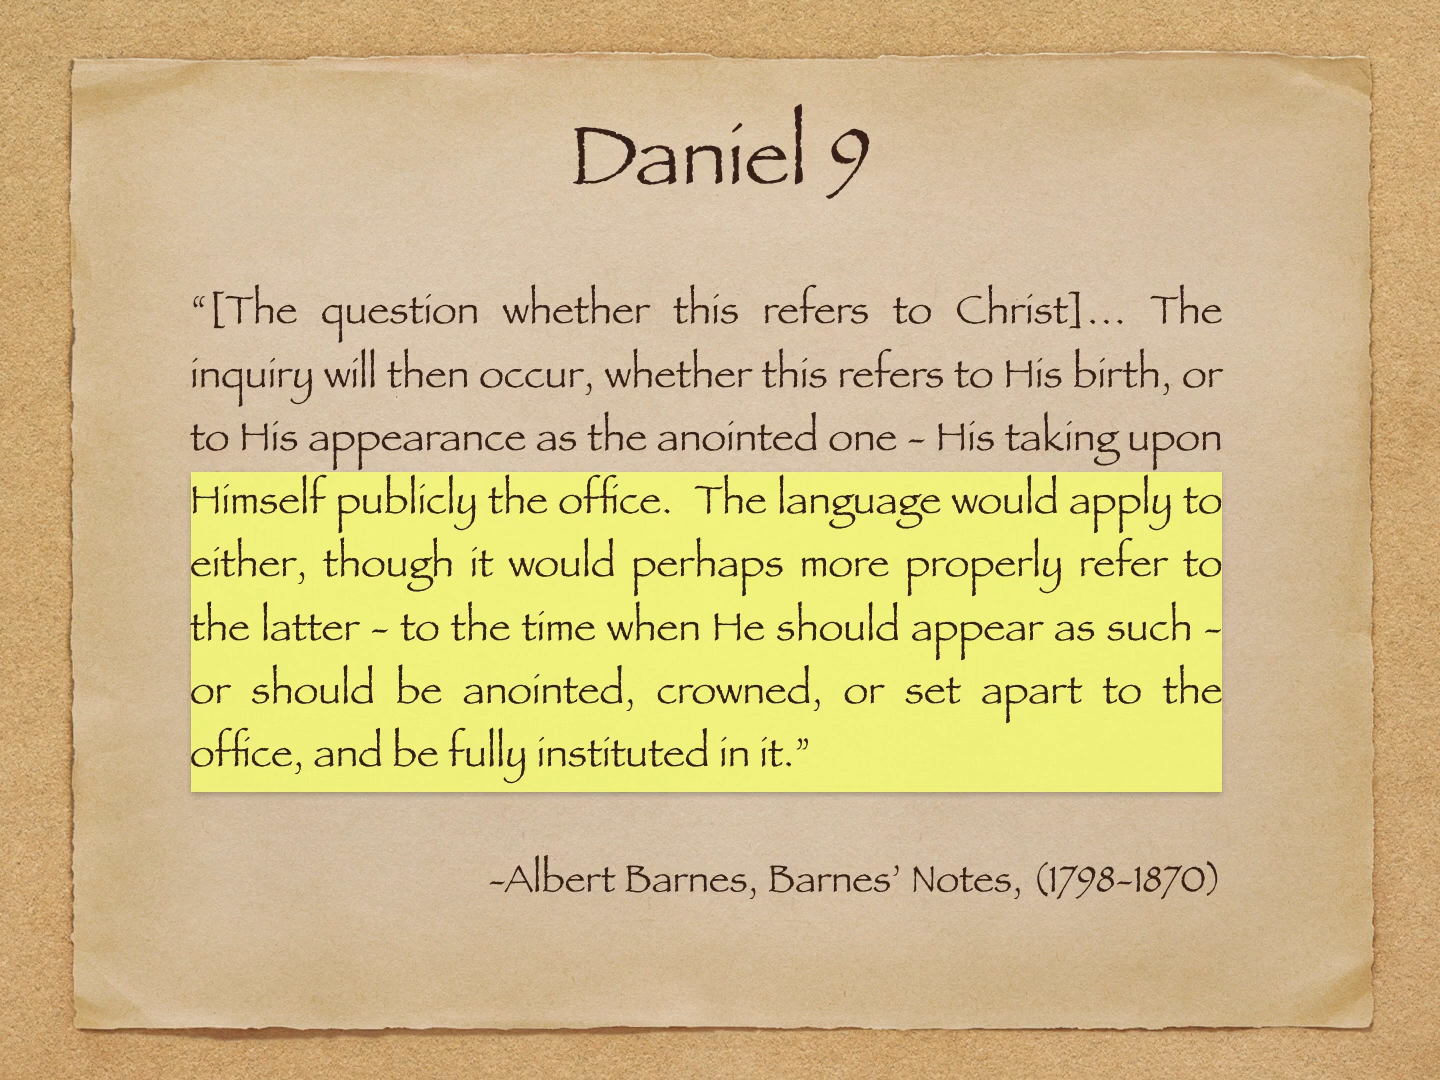 Daniel 9
“[The question whether this refers to Christ]… The
inquiry will then occur, whether this refers to His birth, or
to His appearance as the anointed one - His taking upon
Himself publicly the office.  The language would apply to
either, though it would perhaps more properly refer to
the latter - to the time when He should appear as such -
or should be anointed, crowned, or set apart to the
office, and be fully instituted in it.”
-Albert Barnes, Barnes’ Notes, (1798-1870)